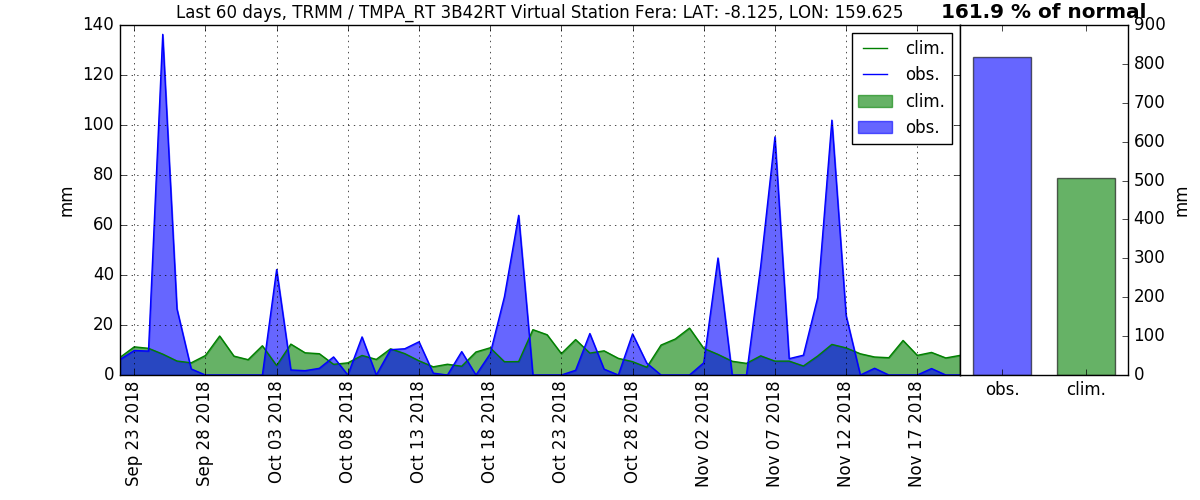 Last 60 days, TRMM / TMPA_RT 3B42RT Virtual Station Fera: LAT: -8.125, LON: 159.625
161.9 % of normal
mm
140
120
100
80
60
40
20
0
clim.
obs.
clim.
obs.
Sep 23 2018
Sep 28 2018
Oct 03 2018
Oct 08 2018
Oct 13 2018
Oct 18 2018
Oct 23 2018
Oct 28 2018
Nov 02 2018
Nov 07 2018
Nov 12 2018
Nov 17 2018
900
800
700
600
500
400
300
200
100
0
mm
obs.
clim.